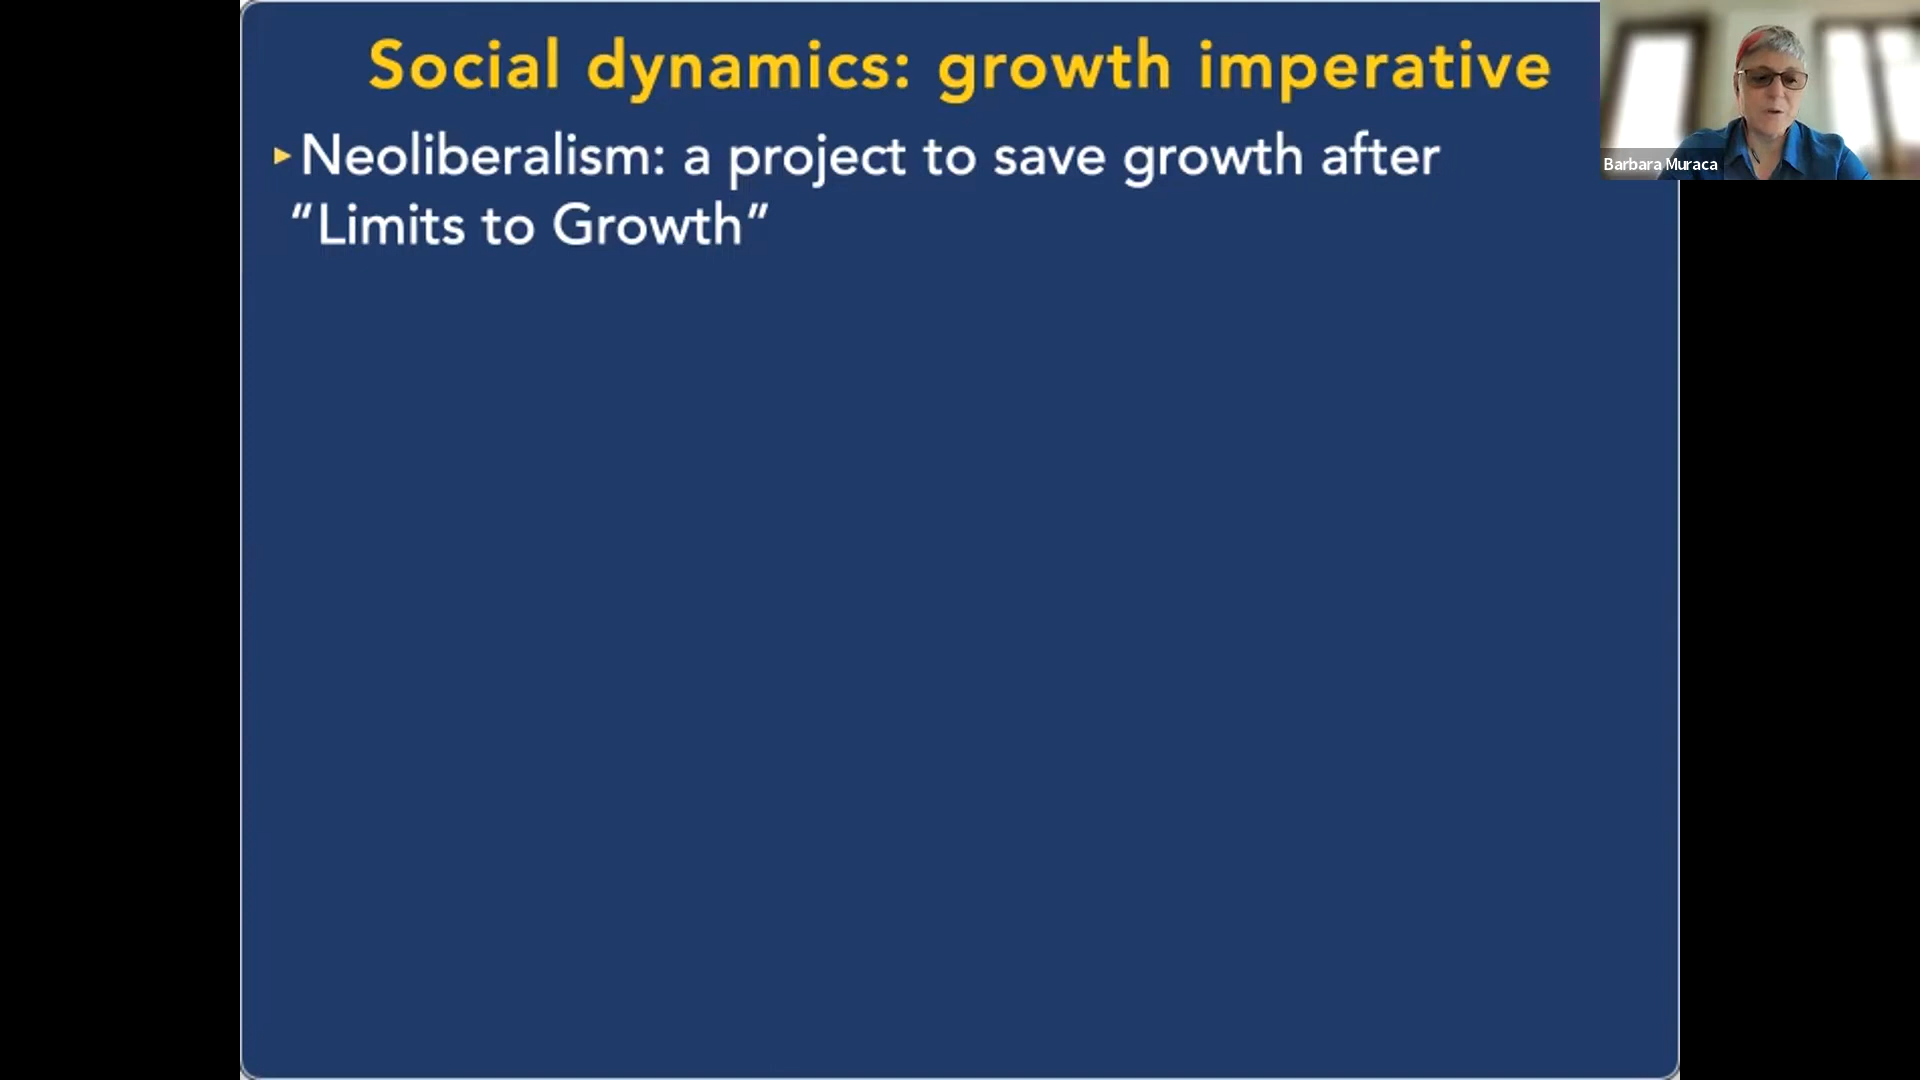 Social dynamics: growth imperative
▸Neoliberalism: a project to save growth after
“Limits to Growth”
Barbara Muraca